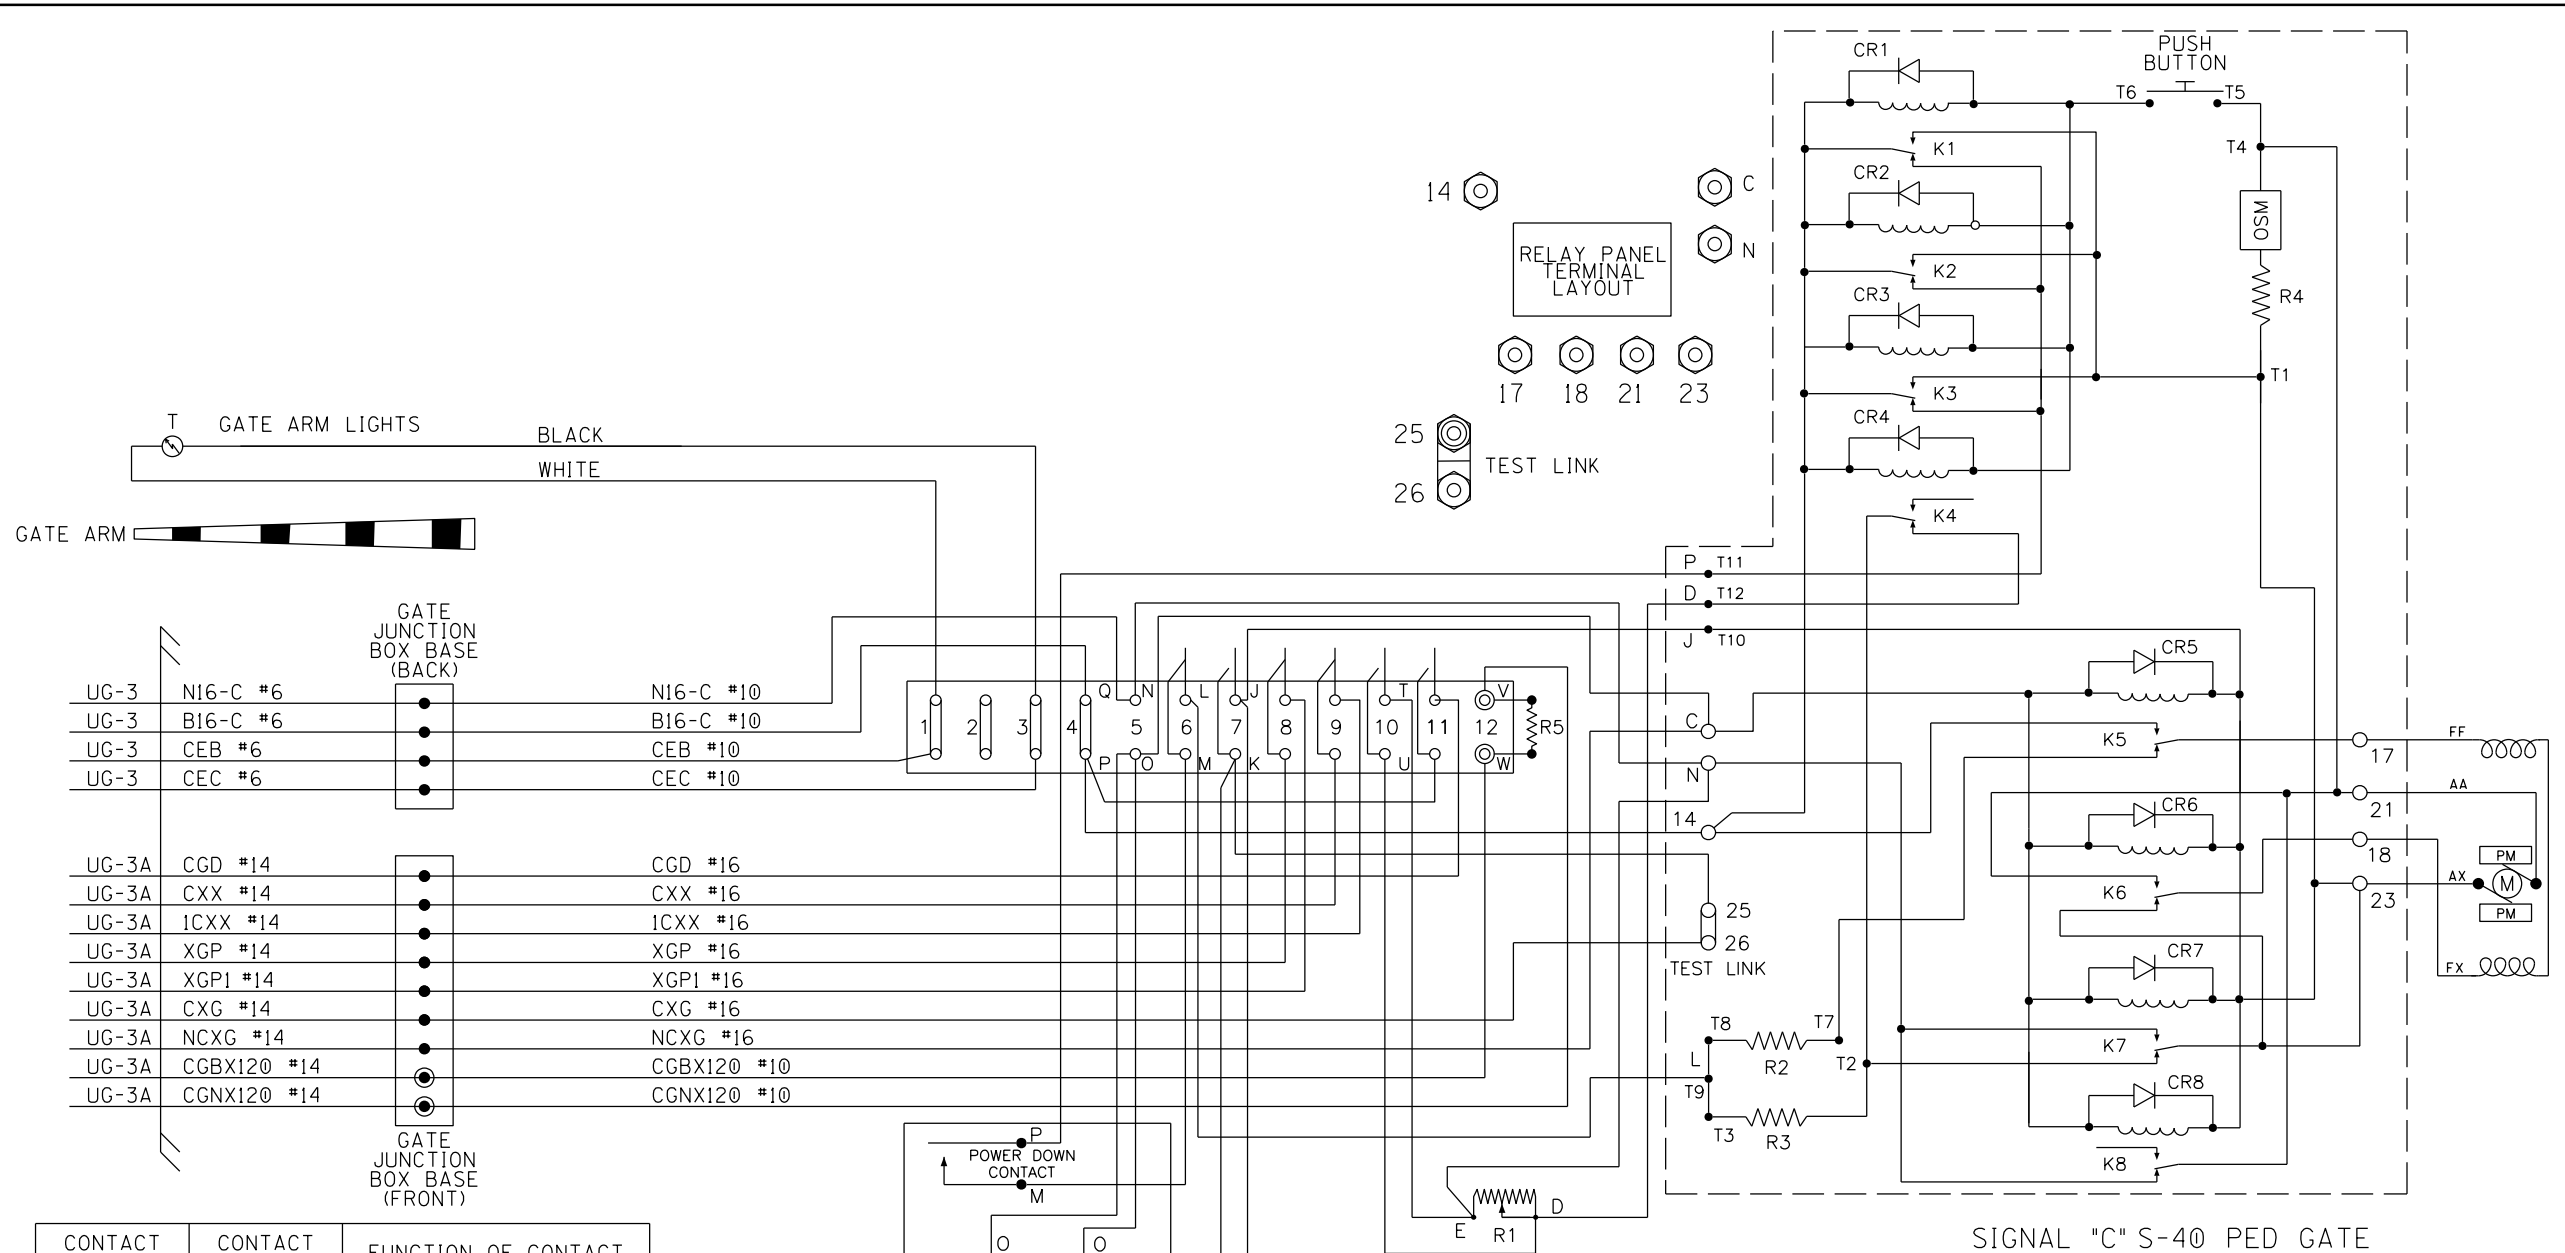 CR1
PUSH
BUTTON
T6
T5
K1
T4
CR2
14
C
OSM
N
RELAY PANEL
TERMINAL
LAYOUT
K2
CR3
R4
17 18 21 23
K3
T1
CR4
T
GATE ARM LIGHTS
BLACK
WHITE
25
TEST LINK
26
K4
GATE ARM
P T11
D T12
J T10
GATE
JUNCTION
BOX BASE
(BACK)
UG-3 N16-C #6 N16-C #10
UG-3 B16-C #6 B16-C #10
UG-3 CEB #6 CEB #10
UG-3 CEC #6 CEC #10
Q N L J T V
1 2 3 4 5 6 7 8 9 10 11 12 R5
P O M K U W
C
N
14
CR5
K5
17
FF
AA
21
CR6
18
PM
M
AX
PM
K6
23
25
26
TEST LINK
CR7
FX
UG-3A CGD #14 CGD #16
UG-3A CXX #14 CXX #16
UG-3A 1CXX #14 1CXX #16
UG-3A XGP #14 XGP #16
UG-3A XGP1 #14 XGP1 #16
UG-3A CXG #14 CXG #16
UG-3A NCXG #14 NCXG #16
UG-3A CGBX120 #14 CGBX120 #10
UG-3A CGNX120 #14 CGNX120 #10
T8
T7
L
R2
T2
T9
K7
CR8
T3
R3
K8
GATE
JUNCTION
BOX BASE
(FRONT)
P
POWER DOWN
CONTACT
M
D
E
R1
O
O
CONTACT CONTACT FUNCTION OF CONTACT
SIGNAL "C" S-40 PED GATE